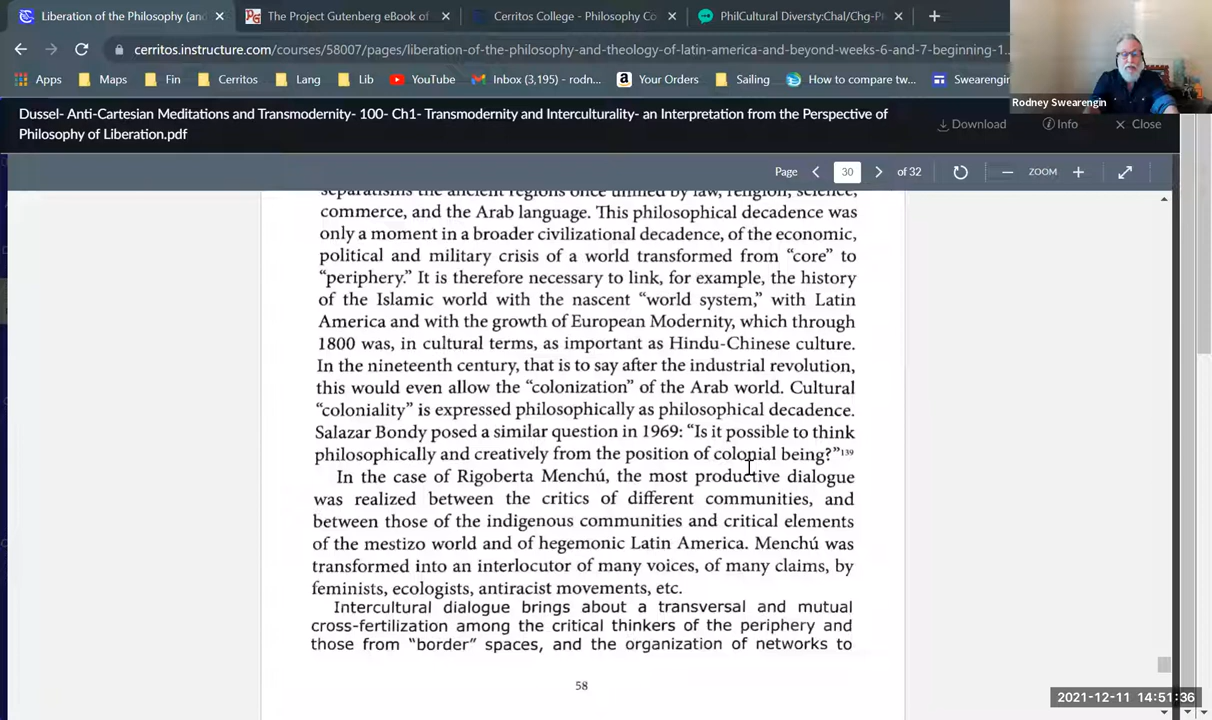 Liberation of the Philosophy (and
The Project Gutenberg eBook of
Cerritos College - Philosophy Co
PhilCultural Diversty:Chal/Chg-P
cerritos.instructure.com/courses/58007/pages/liberation-of-the-philosophy-and-theology-of-latin-america-and-beyond-weeks-6-and-7-beginning-1...
Apps
Maps
Fin
Cerritos
Lang
Lib
YouTube
Inbox (3,195) - rodn...
Your Orders
Sailing
How to compare tw...
Swearengin
Rodney Swearengin
Dussel- Anti-Cartesian Meditations and Transmodernity- 100- Ch1- Transmodernity and Interculturality- an Interpretation from the Perspective of
Philosophy of Liberation.pdf
Download
Info
Close
Page
30
of 32
ZOOM
separatisms the ancient regions once unified by law, religion, science,
commerce, and the Arab language. This philosophical decadence was
only a moment in a broader civilizational decadence, of the economic,
political and military crisis of a world transformed from “core” to
“periphery.” It is therefore necessary to link, for example, the history
of the Islamic world with the nascent “world system,” with Latin
America and with the growth of European Modernity, which through
1800 was, in cultural terms, as important as Hindu-Chinese culture.
In the nineteenth century, that is to say after the industrial revolution,
this would even allow the “colonization” of the Arab world. Cultural
“coloniality” is expressed philosophically as philosophical decadence.
Salazar Bondy posed a similar question in 1969: “Is it possible to think
philosophically and creatively from the position of colonial being?”139
In the case of Rigoberta Menchú, the most productive dialogue
was realized between the critics of different communities, and
between those of the indigenous communities and critical elements
of the mestizo world and of hegemonic Latin America. Menchú was
transformed into an interlocutor of many voices, of many claims, by
feminists, ecologists, antiracist movements, etc.
Intercultural dialogue brings about a transversal and mutual
cross-fertilization among the critical thinkers of the periphery and
those from “border” spaces, and the organization of networks to
58
2021-12-11 14:51:36